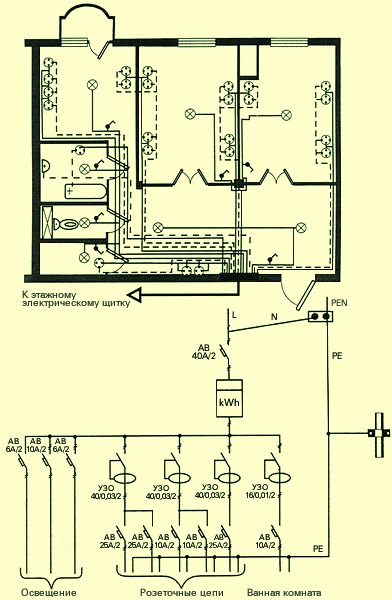 К этажному
электрическому щитку
L
N
PEN
PE
АВ
40А/2
kWh
АВ
6А/2
АВ
10А/2
АВ
6А/2
УЗО
40/0,03/2
УЗО
40/0,03/2
УЗО
40/0,03/2
УЗО
16/0,01/2
АВ
25А/2
АВ
25А/2
АВ
10А/2
АВ
10А/2
АВ
25А/2
АВ
10А/2
PE
Освещение
Розеточные цепи
Ванная комната